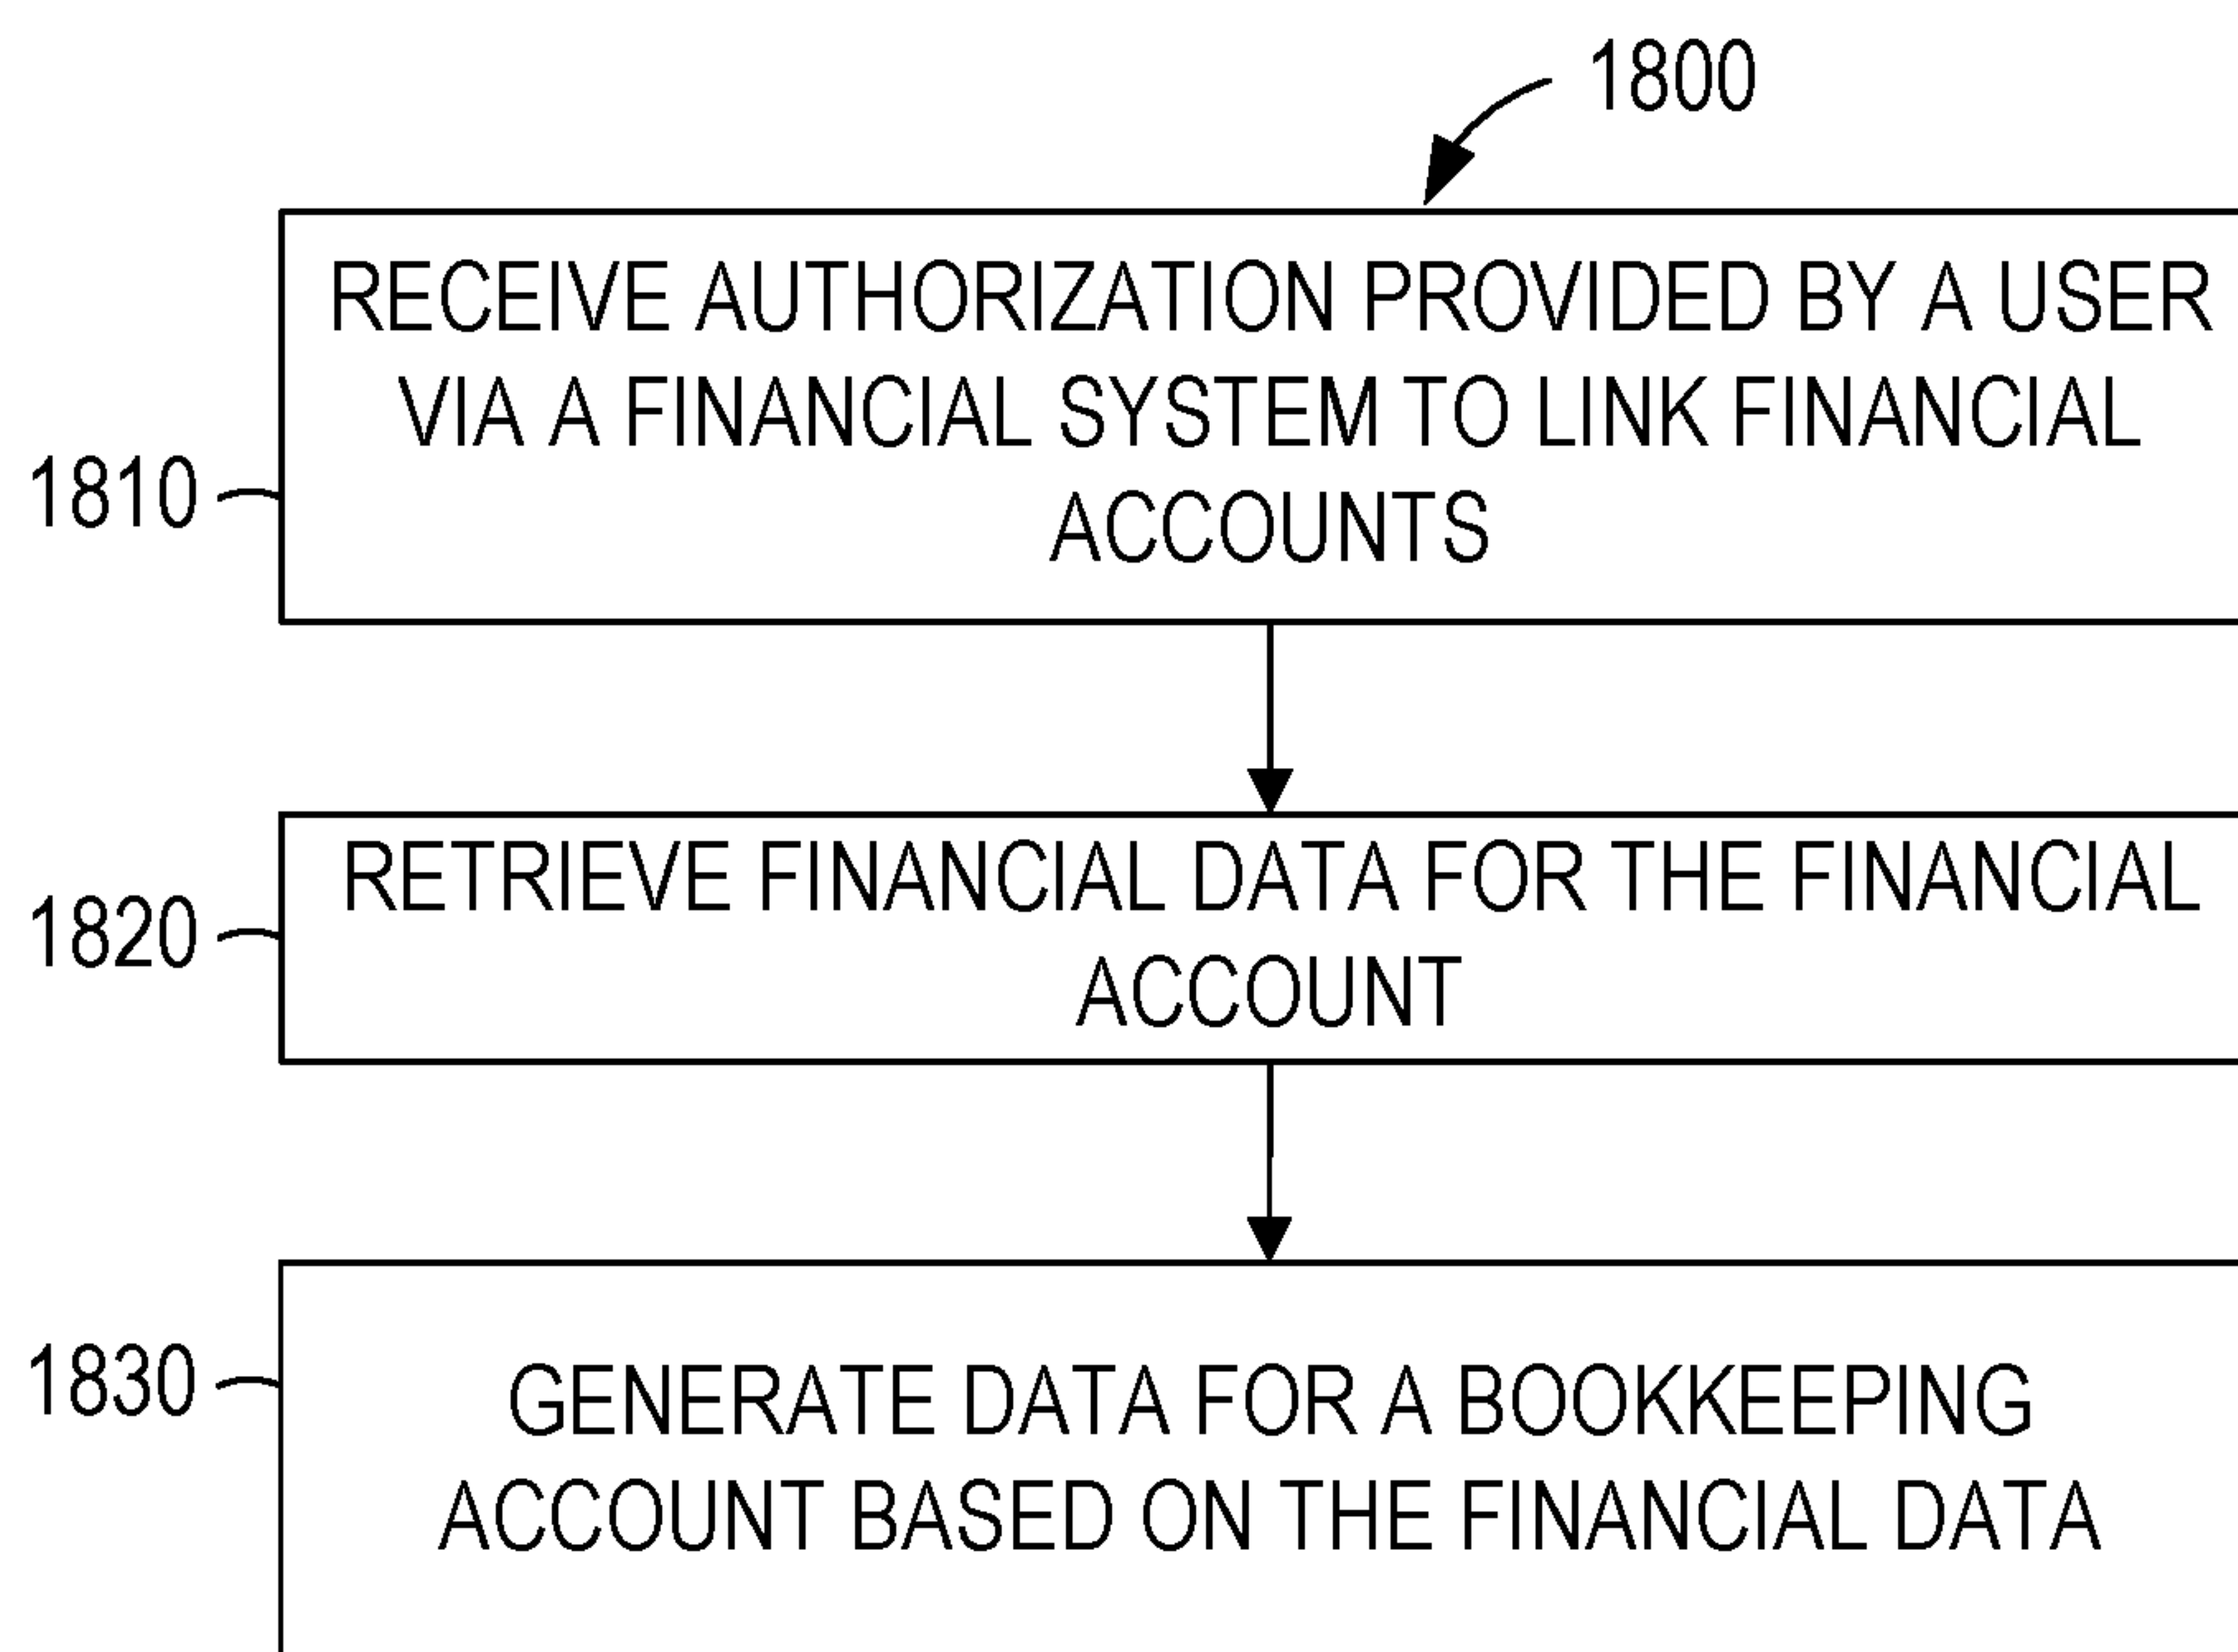 1800
RECEIVE AUTHORIZATION PROVIDED BY A USER
VIA A FINANCIAL SYSTEM TO LINK FINANCIAL
ACCOUNTS
1810
RETRIEVE FINANCIAL DATA FOR THE FINANCIAL
ACCOUNT
1820
GENERATE DATA FOR A BOOKKEEPING
ACCOUNT BASED ON THE FINANCIAL DATA
1830